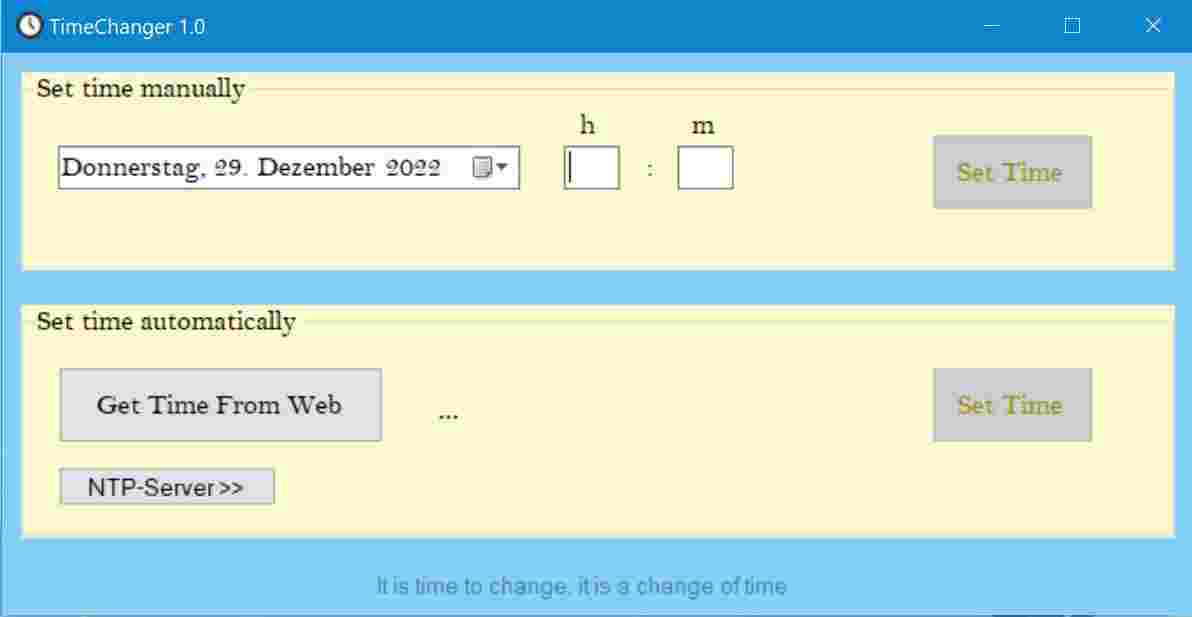 TimeChanger 1.0
Set time manually
h m
Donnerstag, 29. Dezember 2022 : Set Time
Set time automatically
Get Time From Web ... Set Time
NTP-Server >>
It is time to change, it is a change of time